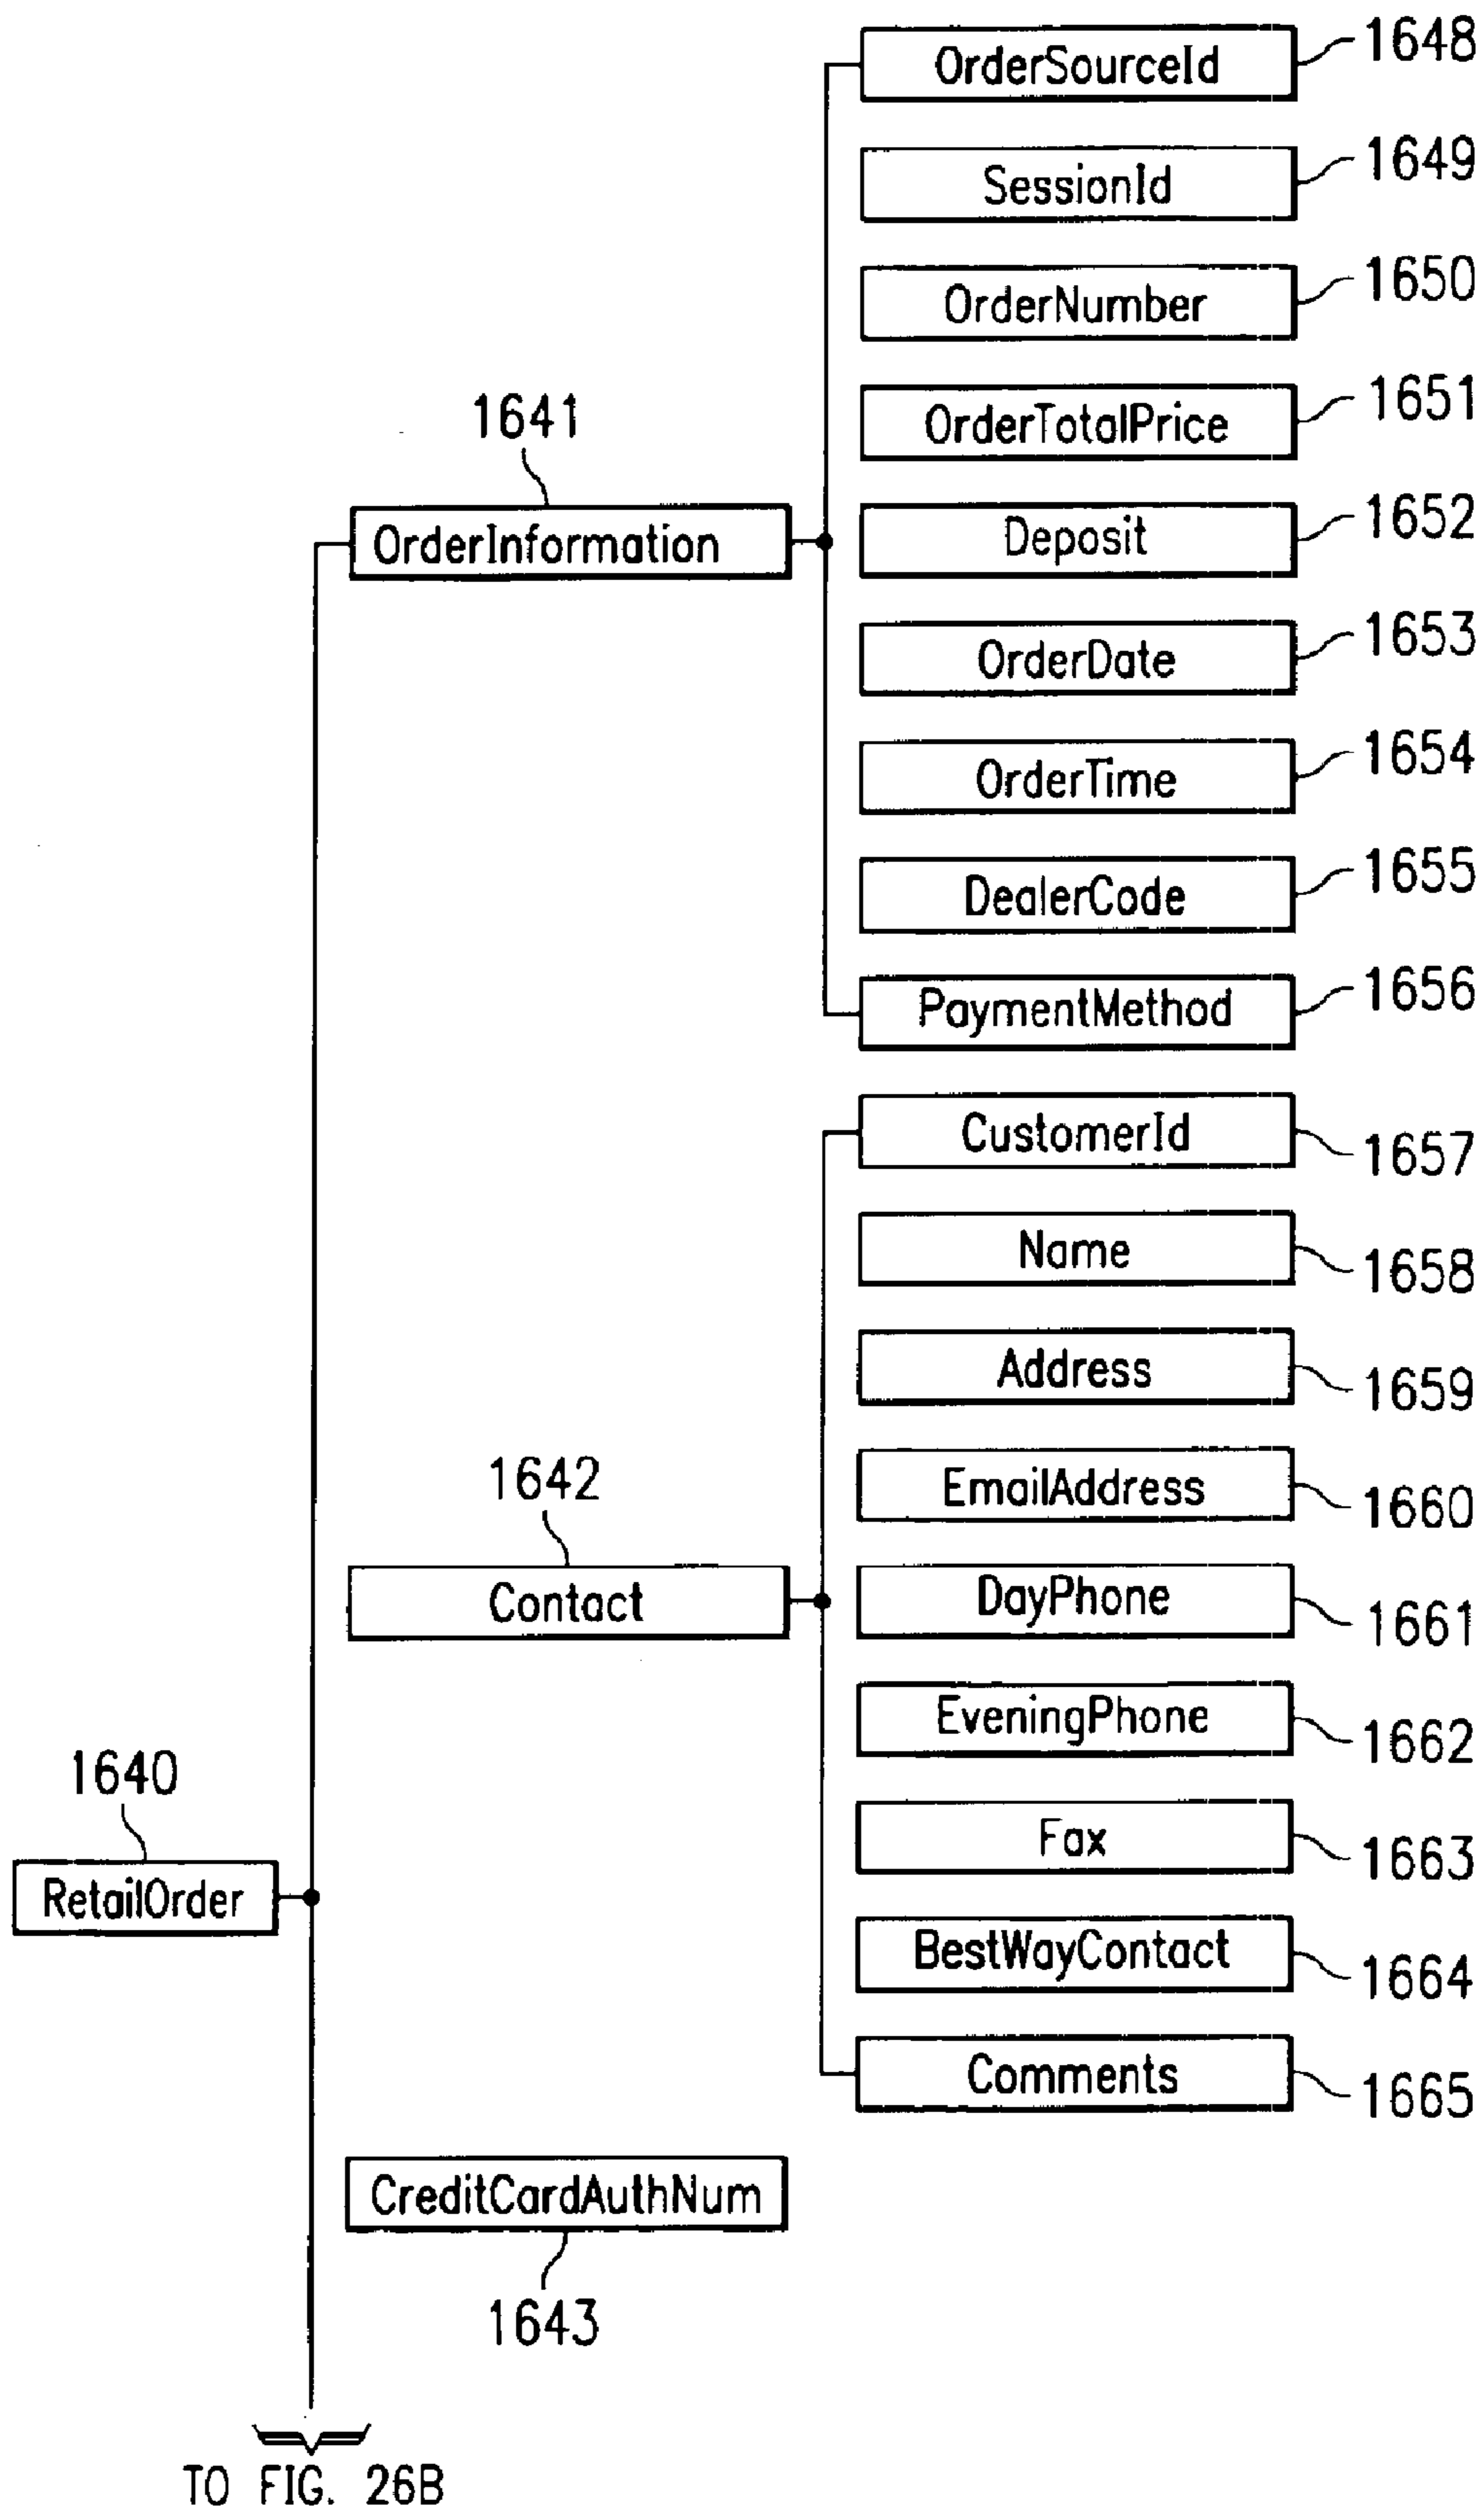 OrderSourceId 1648
SessionId 1649
OrderNumber 1650
OrderTotalPrice 1651
1641
OrderInformation
Deposit 1652
OrderDate 1653
OrderTime 1654
DealerCode 1655
PaymentMethod 1656
CustomerId 1657
Name 1658
Address 1659
EmailAddress 1660
1642
Contact
DayPhone 1661
EveningPhone 1662
Fax 1663
1640
RetailOrder
BestWayContact 1664
Comments 1665
CreditCardAuthNum
1643
TO FIG. 26B